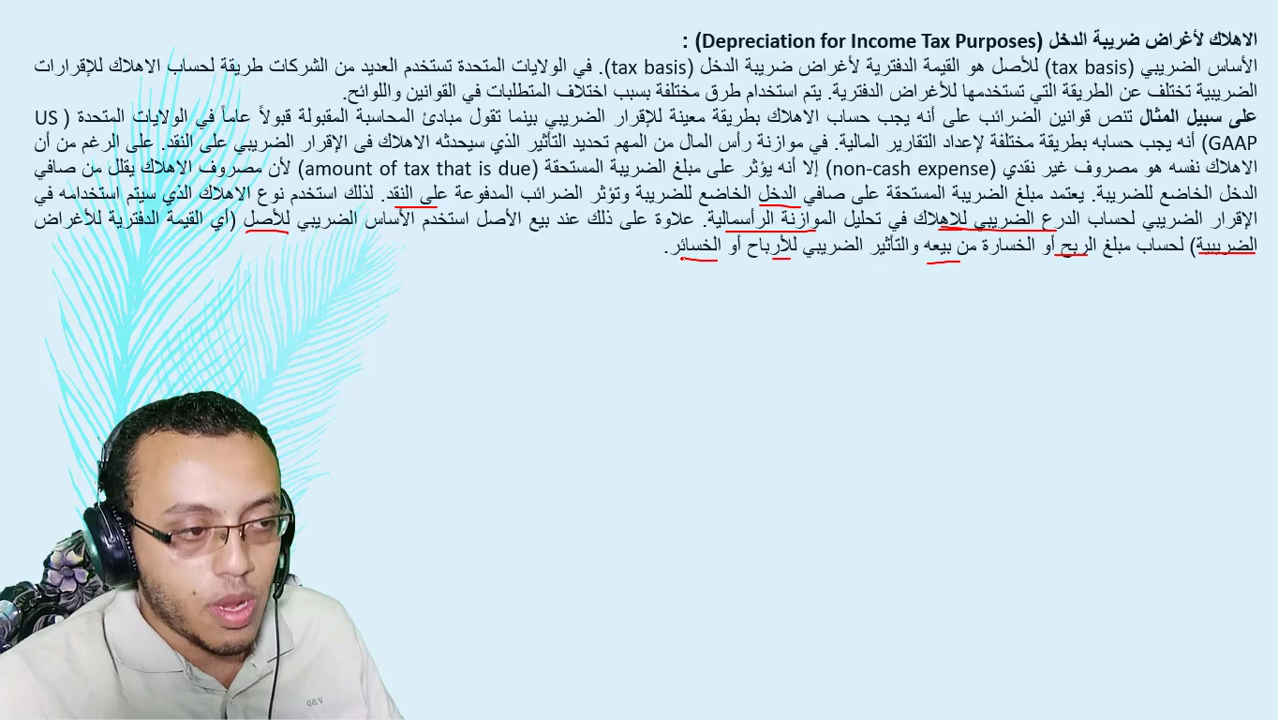 الاهلاك لأغراض ضريبة الدخل (Depreciation for Income Tax Purposes) :
الأساس الضريبي (tax basis) للأصل هو القيمة الدفترية لأغراض ضريبة الدخل (tax basis). في الولايات المتحدة تستخدم العديد من الشركات طريقة لحساب الاهلاك للإقرارات
الضريبية تختلف عن الطريقة التي تستخدمها للأغراض الدفترية. يتم استخدام طرق مختلفة بسبب اختلاف المتطلبات في القوانين واللوائح.
على سبيل المثال تنص قوانين الضرائب على أنه يجب حساب الاهلاك بطريقة معينة للإقرار الضريبي بينما تقول مبادئ المحاسبة المقبولة قبولاً عاماً في الولايات المتحدة (US
GAAP) أنه يجب حسابه بطريقة مختلفة لإعداد التقارير المالية. في موازنة رأس المال من المهم تحديد التأثير الذي سيحدثه الاهلاك فى الإقرار الضريبي على النقد. على الرغم من أن
الاهلاك نفسه هو مصروف غير نقدي (non-cash expense) إلا أنه يؤثر على مبلغ الضريبة المستحقة (amount of tax that is due) لأن مصروف الاهلاك يقلل من صافي
الدخل الخاضع للضريبة. يعتمد مبلغ الضريبة المستحقة على صافي الدخل الخاضع للضريبة وتؤثر الضرائب المدفوعة على النقد. لذلك استخدم نوع الاهلاك الذي سيتم استخدامه في
الإقرار الضريبي لحساب الدرع الضريبي للاهلاك في تحليل الموازنة الرأسمالية. علاوة على ذلك عند بيع الأصل استخدم الأساس الضريبي للأصل (أي القيمة الدفترية للأغراض
الضريبية) لحساب مبلغ الربح أو الخسارة من بيعه والتأثير الضريبي للأرباح أو الخسائر.